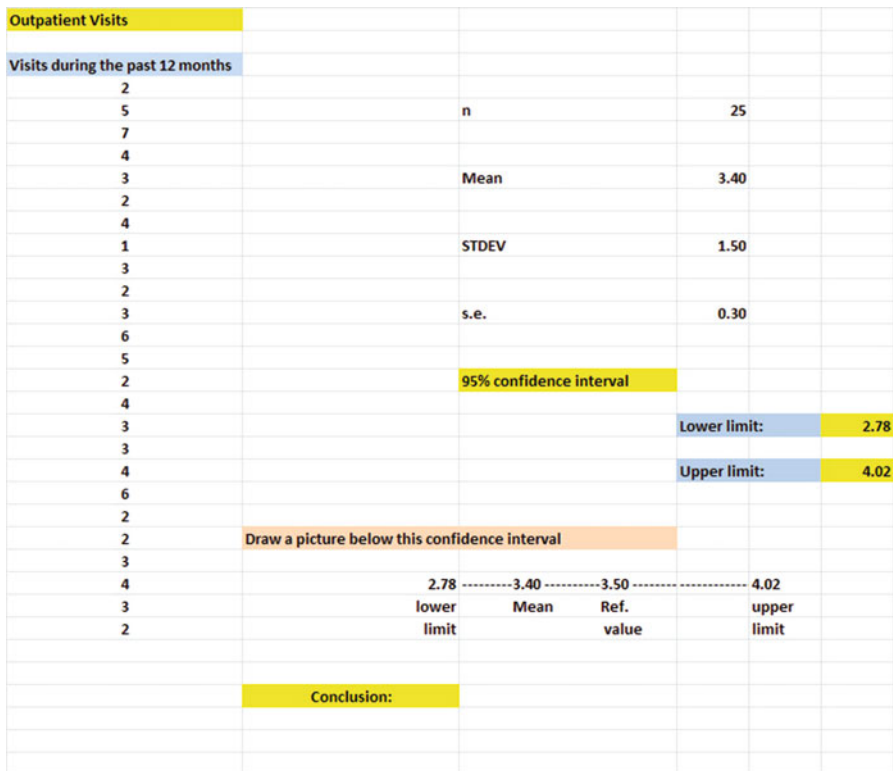 Outpatient Visits
Visits during the past 12 months
2
5 n 25
7
4
3 Mean 3.40
2
4
1 STDEV 1.50
3
2
3 s.e. 0.30
6
5
2 95% confidence interval
4
3 Lower limit: 2.78
3
4 Upper limit: 4.02
6
2
2 Draw a picture below this confidence interval
3
4 2.78 ---------3.40 ----------3.50 -------- ------------ 4.02
3 lower Mean Ref. upper
2 limit value limit
Conclusion: